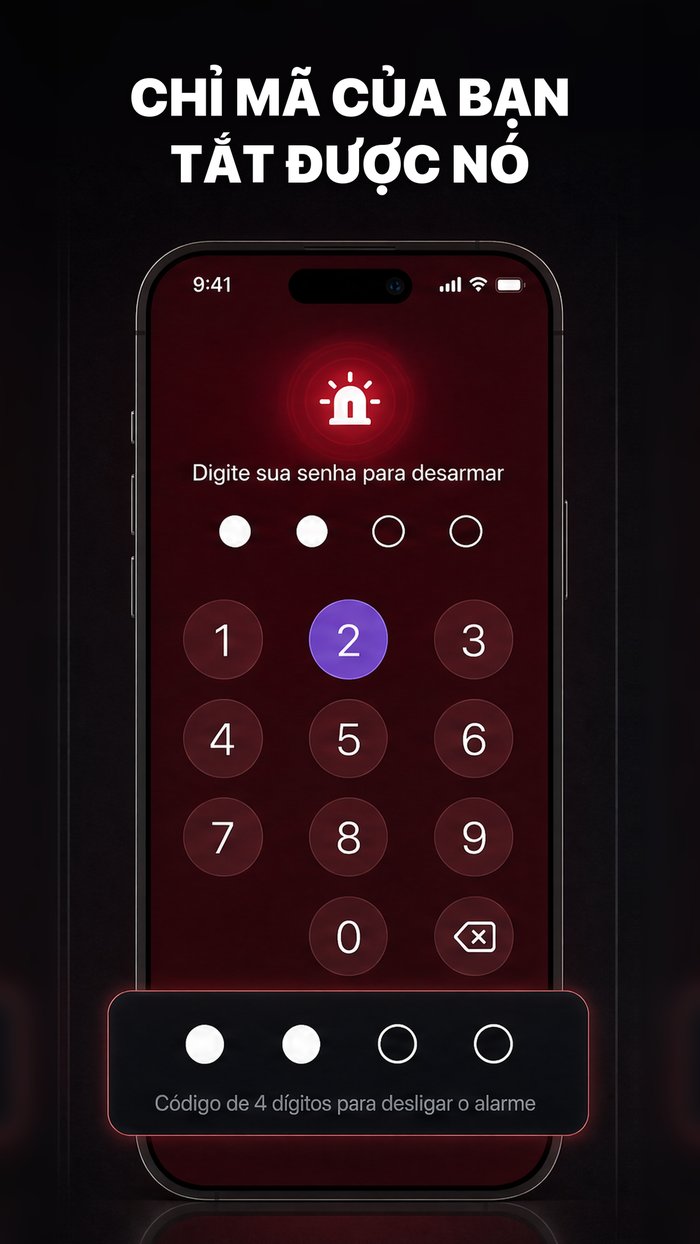 CHỈ MÃ CỦA BẠN
TẮT ĐƯỢC NÓ
9:41
Digite sua senha para desarmar
1 2 3
4 5 6
7 8 9
0
Código de 4 dígitos para desligar o alarme